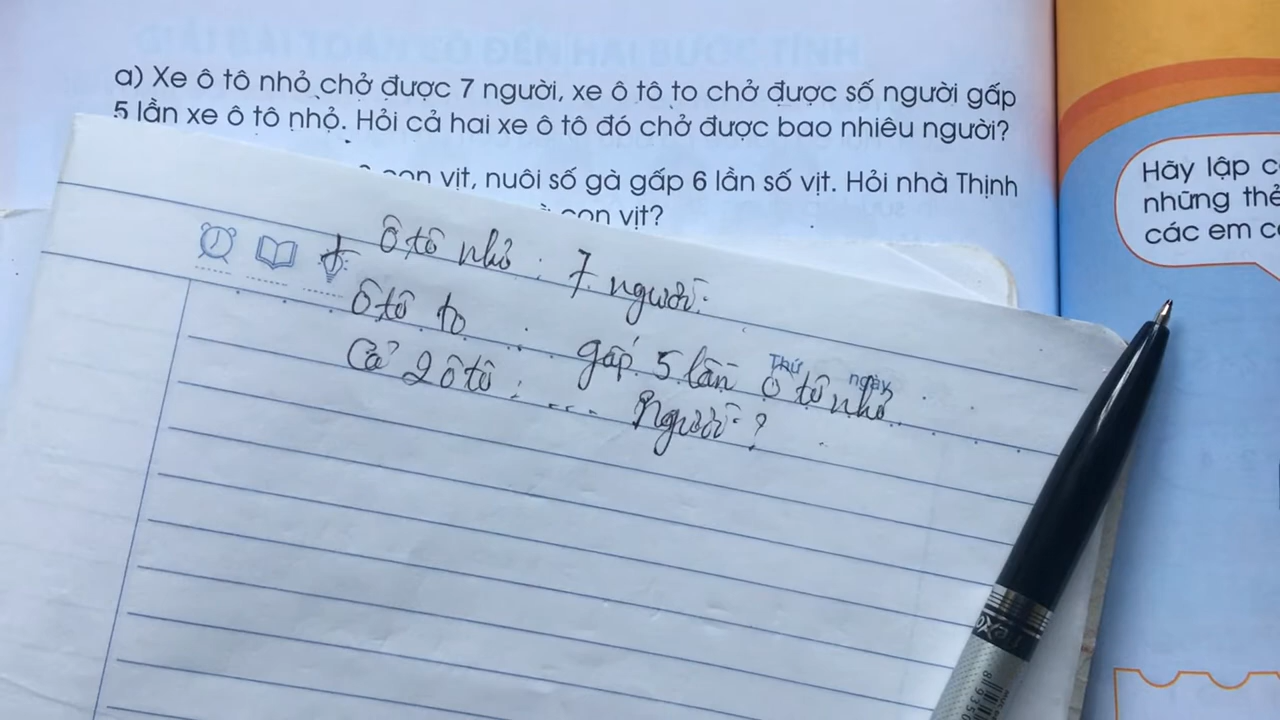 a) Xe ô tô nhỏ chở được 7 người, xe ô tô to chở được số người gấp
5 lần xe ô tô nhỏ. Hỏi cả hai xe ô tô đó chở được bao nhiêu người?
con vịt, nuôi số gà gấp 6 lần số vịt. Hỏi nhà Thịnh
con vịt?
Hãy lập
những
các em
Ô tô nhỏ : 7 người.
Ô tô to : gấp 5 lần ô tô nhỏ
Thứ ngày
Cả 2 ô tô : .... Người?